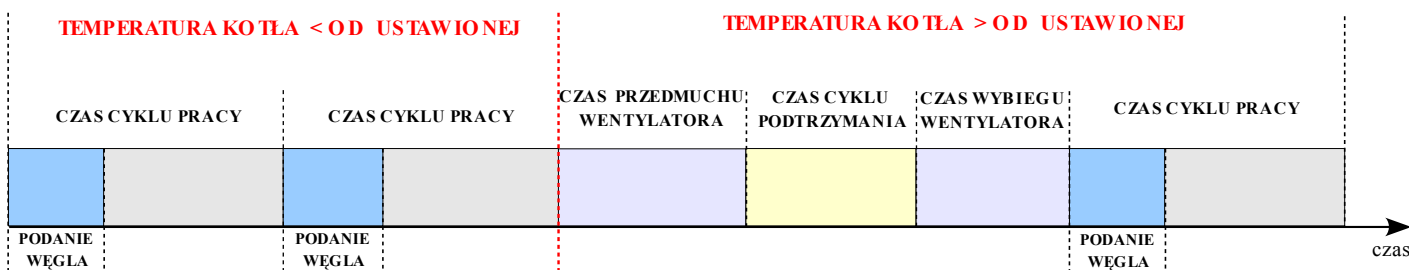 TEMPERATURA KOTŁA < OD USTAWIONEJ
TEMPERATURA KOTŁA > OD USTAWIONEJ
CZAS CYKLU PRACY
CZAS CYKLU PRACY
CZAS PRZEDMUCHU
WENTYLATORA
CZAS CYKLU
PODTRZYMANIA
CZAS WYBIEGU
WENTYLATORA
CZAS CYKLU PRACY
PODANIE
WĘGLA
PODANIE
WĘGLA
PODANIE
WĘGLA
czas